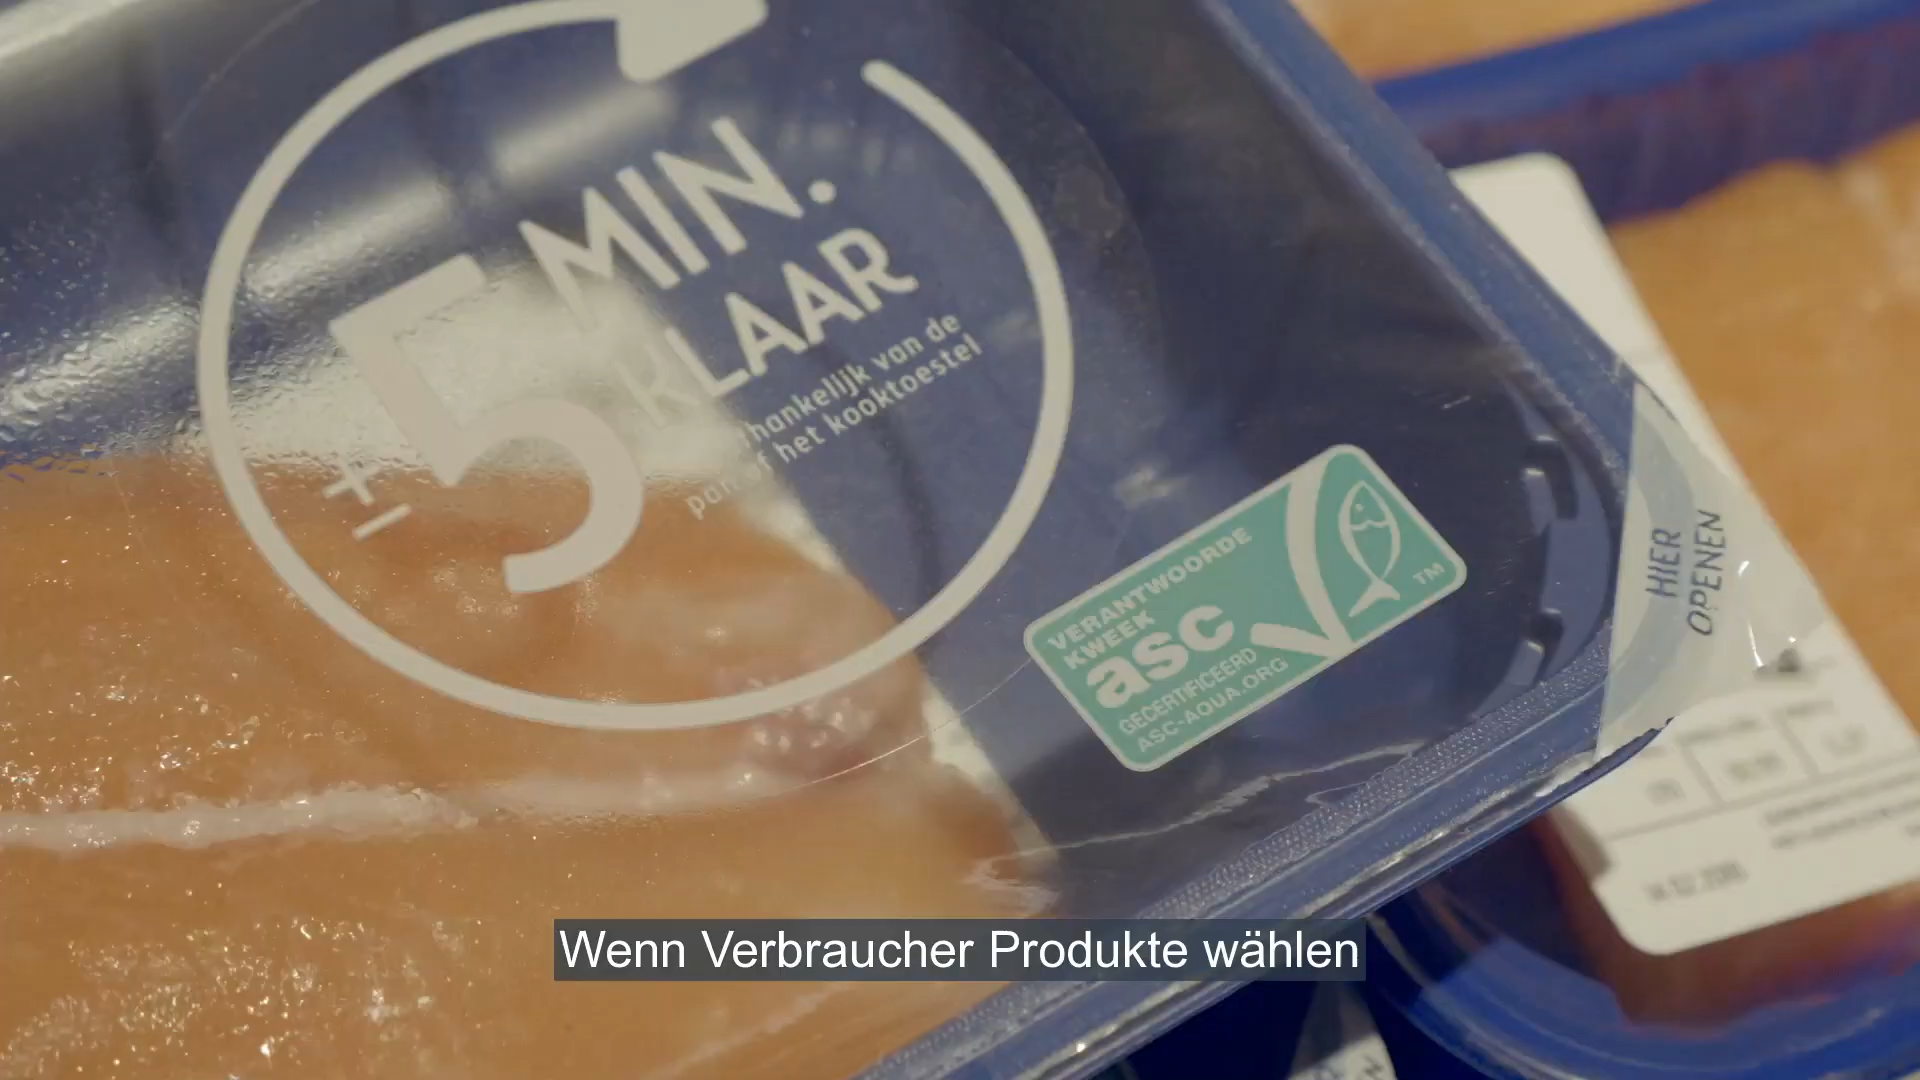 ± 5 MIN.
KLAAR
hankelijk van de
pan of het kooktoestel
VERANTWOORDE
KWEEK
asc
GECERTIFICEERD
ASC-AQUA.ORG
TM
HIER
OPENEN
Wenn Verbraucher Produkte wählen